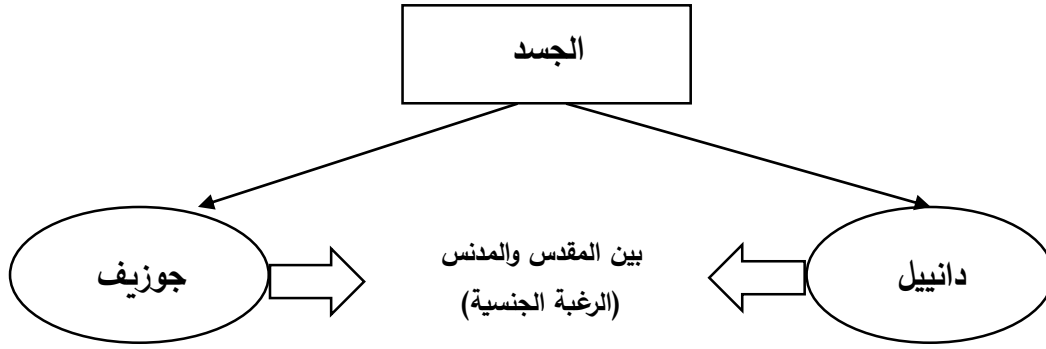 الجسد
دانييل
بين المقدس والمدنس
(الرغبة الجنسية)
جوزيف